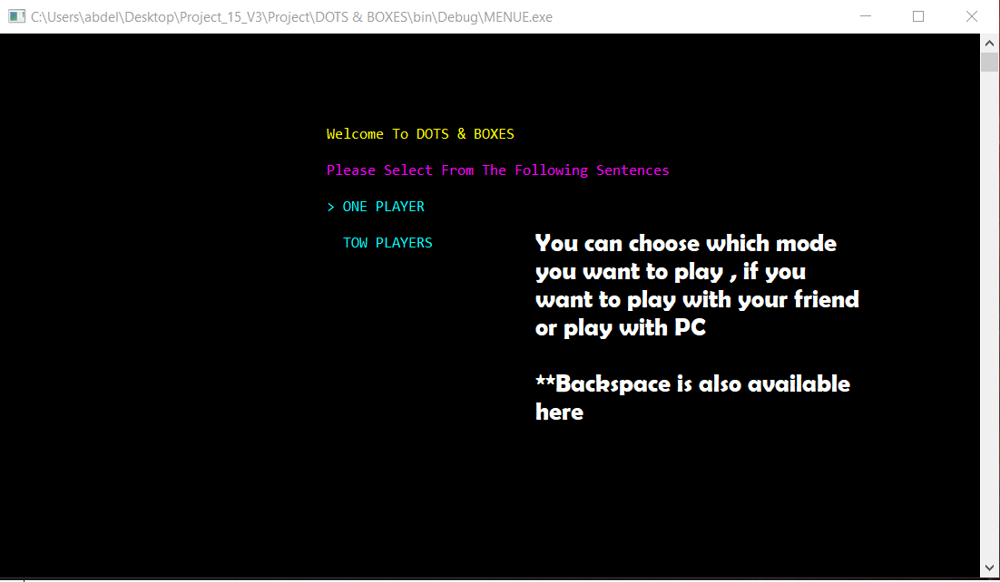 C:\Users\abdel\Desktop\Project_15_V3\Project\DOTS & BOXES\bin\Debug\MENUE.exe
Welcome To DOTS & BOXES
Please Select From The Following Sentences
> ONE PLAYER
TOW PLAYERS
You can choose which mode
you want to play , if you
want to play with your friend
or play with PC
**Backspace is also available
here